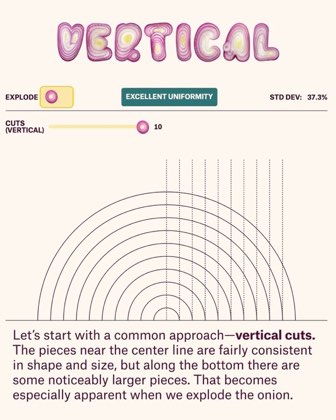 VERTICAL
EXPLODE
EXCELLENT UNIFORMITY
STD DEV: 37.3%
CUTS
(VERTICAL)
10
Let's start with a common approach—vertical cuts.
The pieces near the center line are fairly consistent
in shape and size, but along the bottom there are
some noticeably larger pieces. That becomes
especially apparent when we explode the onion.